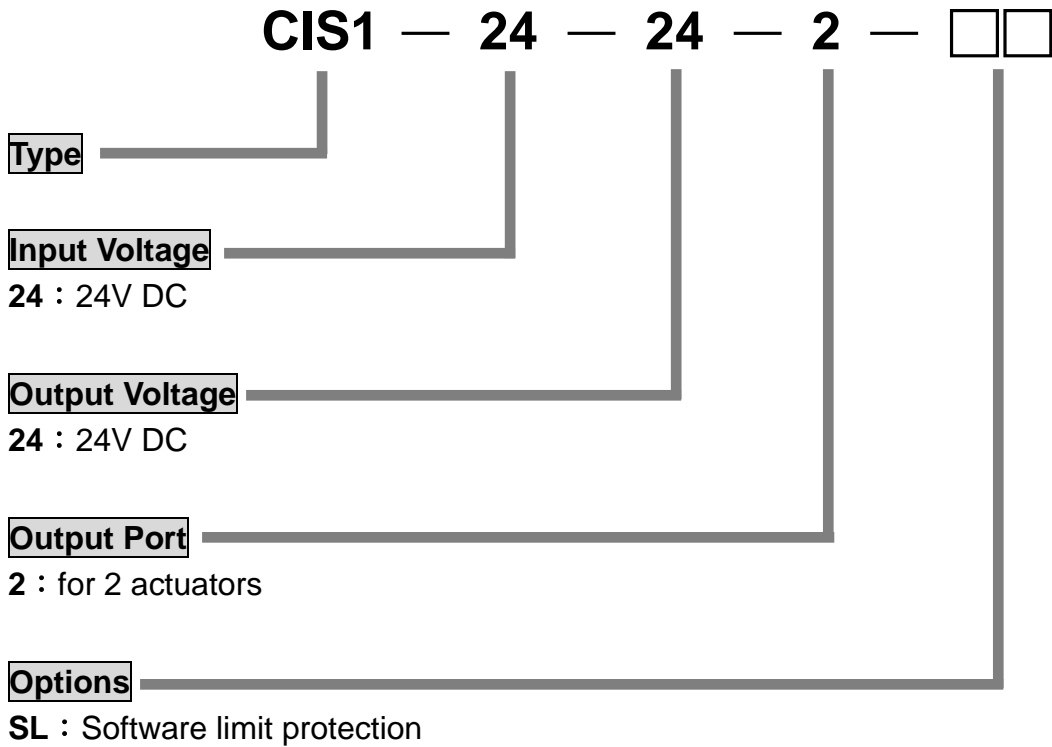 CIS1 — 24 — 24 — 2 — □□
Type
Input Voltage
24：24V DC
Output Voltage
24：24V DC
Output Port
2：for 2 actuators
Options
SL：Software limit protection